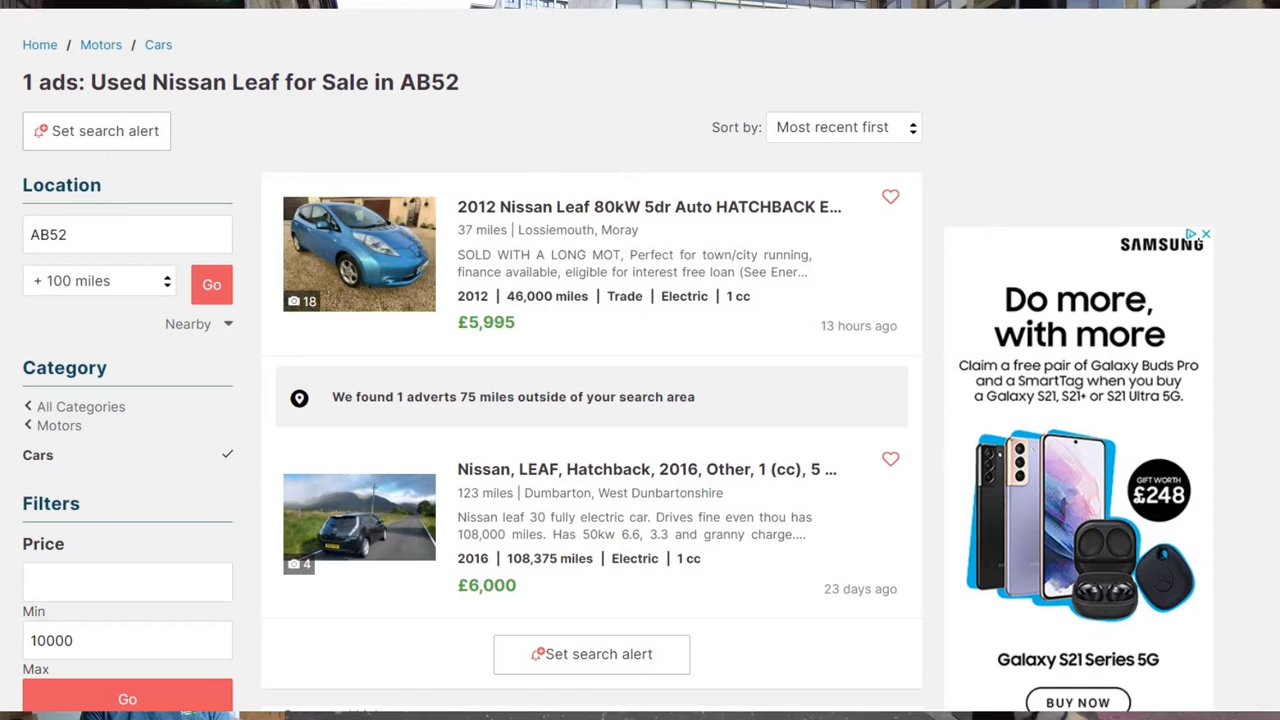 Home / Motors / Cars
1 ads: Used Nissan Leaf for Sale in AB52
Set search alert
Sort by: Most recent first
Location
AB52
+ 100 miles
Go
Nearby
Category
All Categories
Motors
Cars
Filters
Price
Min
10000
Max
Go
2012 Nissan Leaf 80kW 5dr Auto HATCHBACK E...
37 miles | Lossiemouth, Moray
SOLD WITH A LONG MOT, Perfect for town/city running,
finance available, eligible for interest free loan (See Ener...
2012 | 46,000 miles | Trade | Electric | 1 cc
18
£5,995
13 hours ago
We found 1 adverts 75 miles outside of your search area
Nissan, LEAF, Hatchback, 2016, Other, 1 (cc), 5 ...
123 miles | Dumbarton, West Dunbartonshire
Nissan leaf 30 fully electric car. Drives fine even thou has
108,000 miles. Has 50kw 6.6, 3.3 and granny charge....
2016 | 108,375 miles | Electric | 1 cc
4
£6,000
23 days ago
Set search alert
SAMSUNG
Do more,
with more
Claim a free pair of Galaxy Buds Pro
and a SmartTag when you buy
a Galaxy S21, S21+ or S21 Ultra 5G.
GIFT WORTH
£248
Galaxy S21 Series 5G
BUY NOW